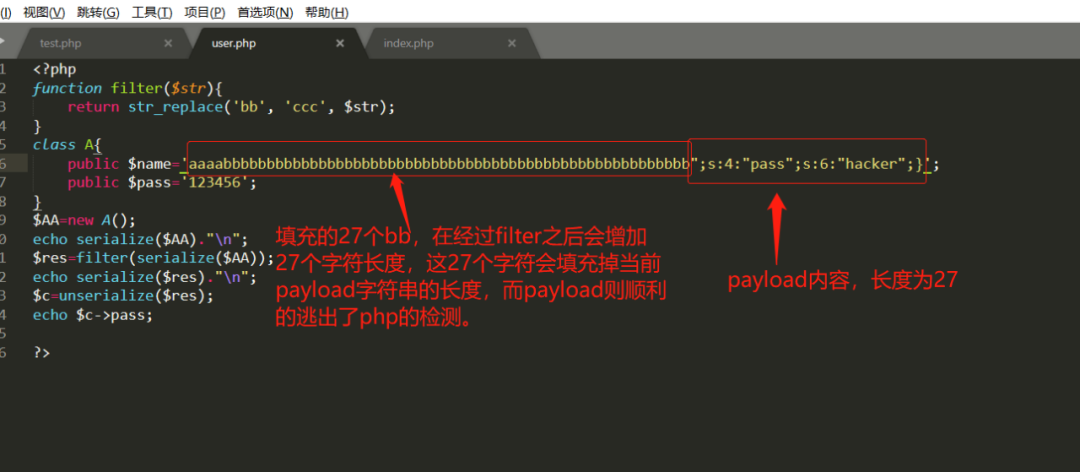 (I) 视图(V) 跳转(G) 工具(T) 项目(P) 首选项(N) 帮助(H)
test.php × user.php × index.php ×
1 <?php
2 function filter($str){
3 return str_replace('bb', 'ccc', $str);
4 }
5 class A{
6 public $name='aaaabbbbbbbbbbbbbbbbbbbbbbbbbbbbbbbbbbbbbbbbbbbbbbbbbbbbbb";s:4:"pass";s:6:"hacker";}';
7 public $pass='123456';
8 }
9 $AA=new A();
0 echo serialize($AA)."\n";
1 $res=filter(serialize($AA));
2 echo serialize($res)."\n";
3 $c=unserialize($res);
4 echo $c->pass;
5
6 ?>
填充的27个bb，在经过filter之后会增加
27个字符长度，这27个字符会填充掉当前
payload字符串的长度，而payload则顺利
的逃出了php的检测。
payload内容，长度为27